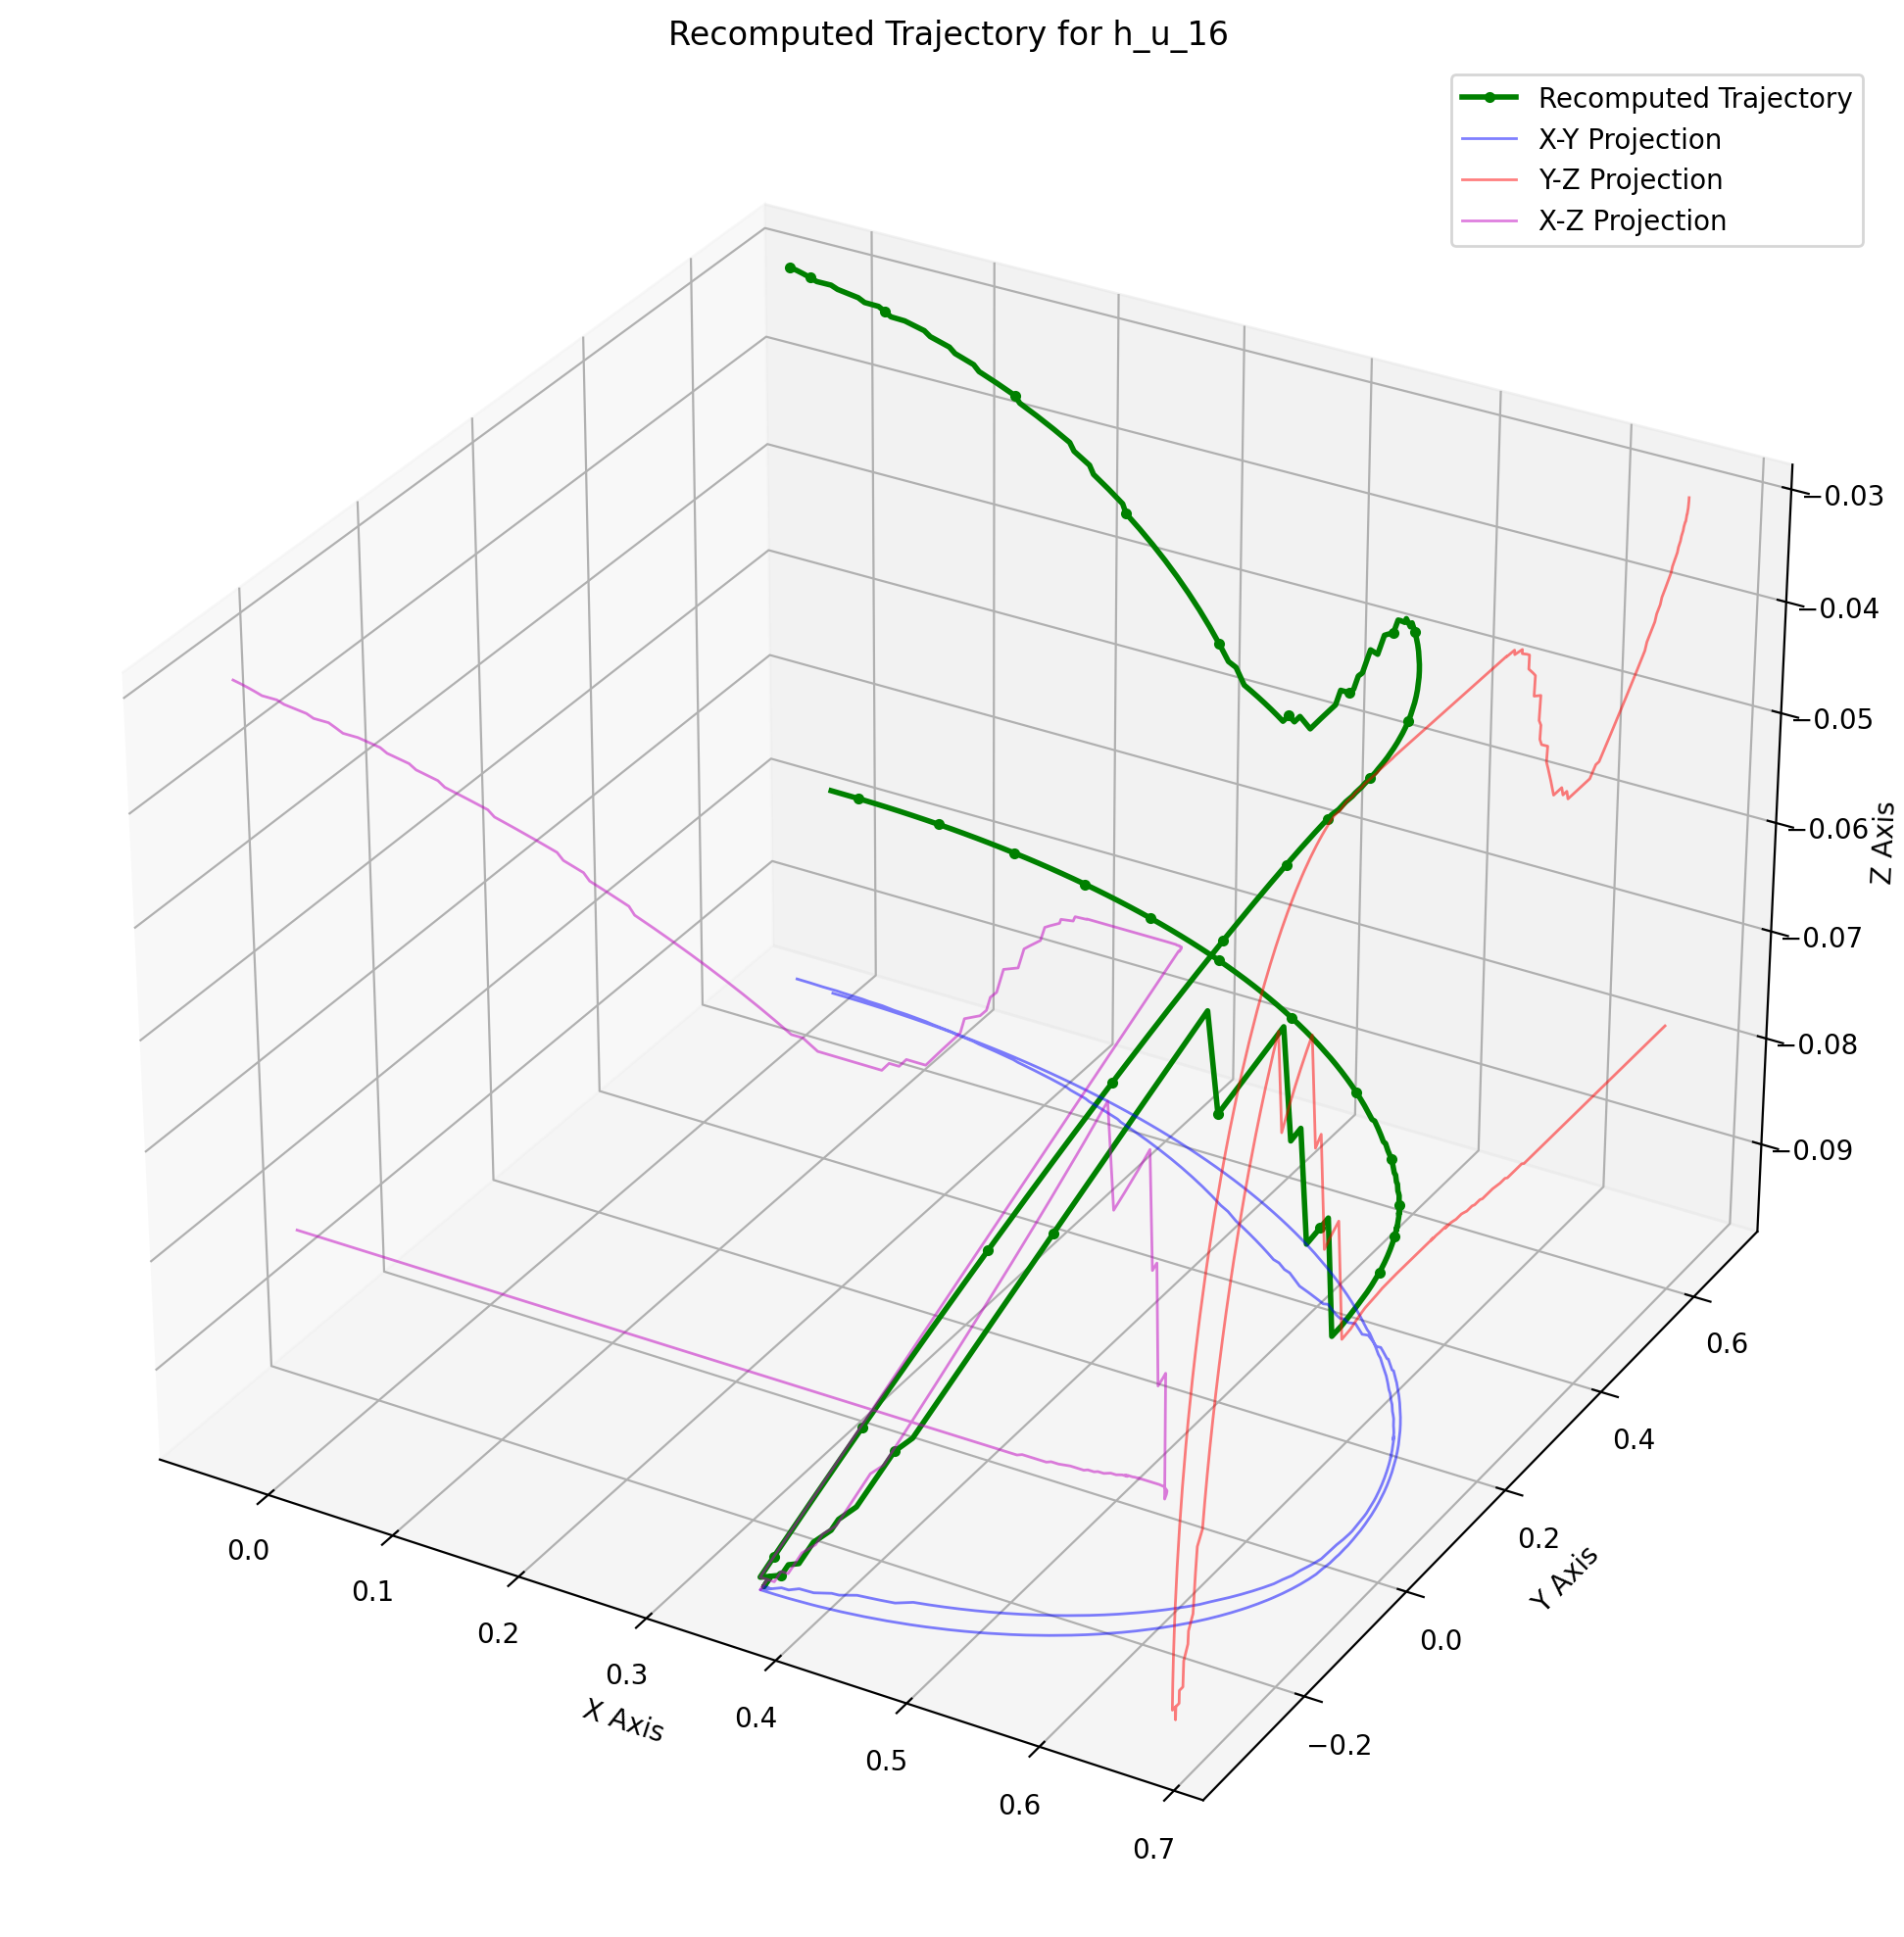 Recomputed Trajectory for h_u_16
Recomputed Trajectory
X-Y Projection
Y-Z Projection
X-Z Projection
−0.03
−0.04
−0.05
−0.06
−0.07
−0.08
−0.09
Z Axis
0.6
0.4
0.2
0.0
−0.2
Y Axis
0.0
0.1
0.2
0.3
0.4
0.5
0.6
0.7
X Axis